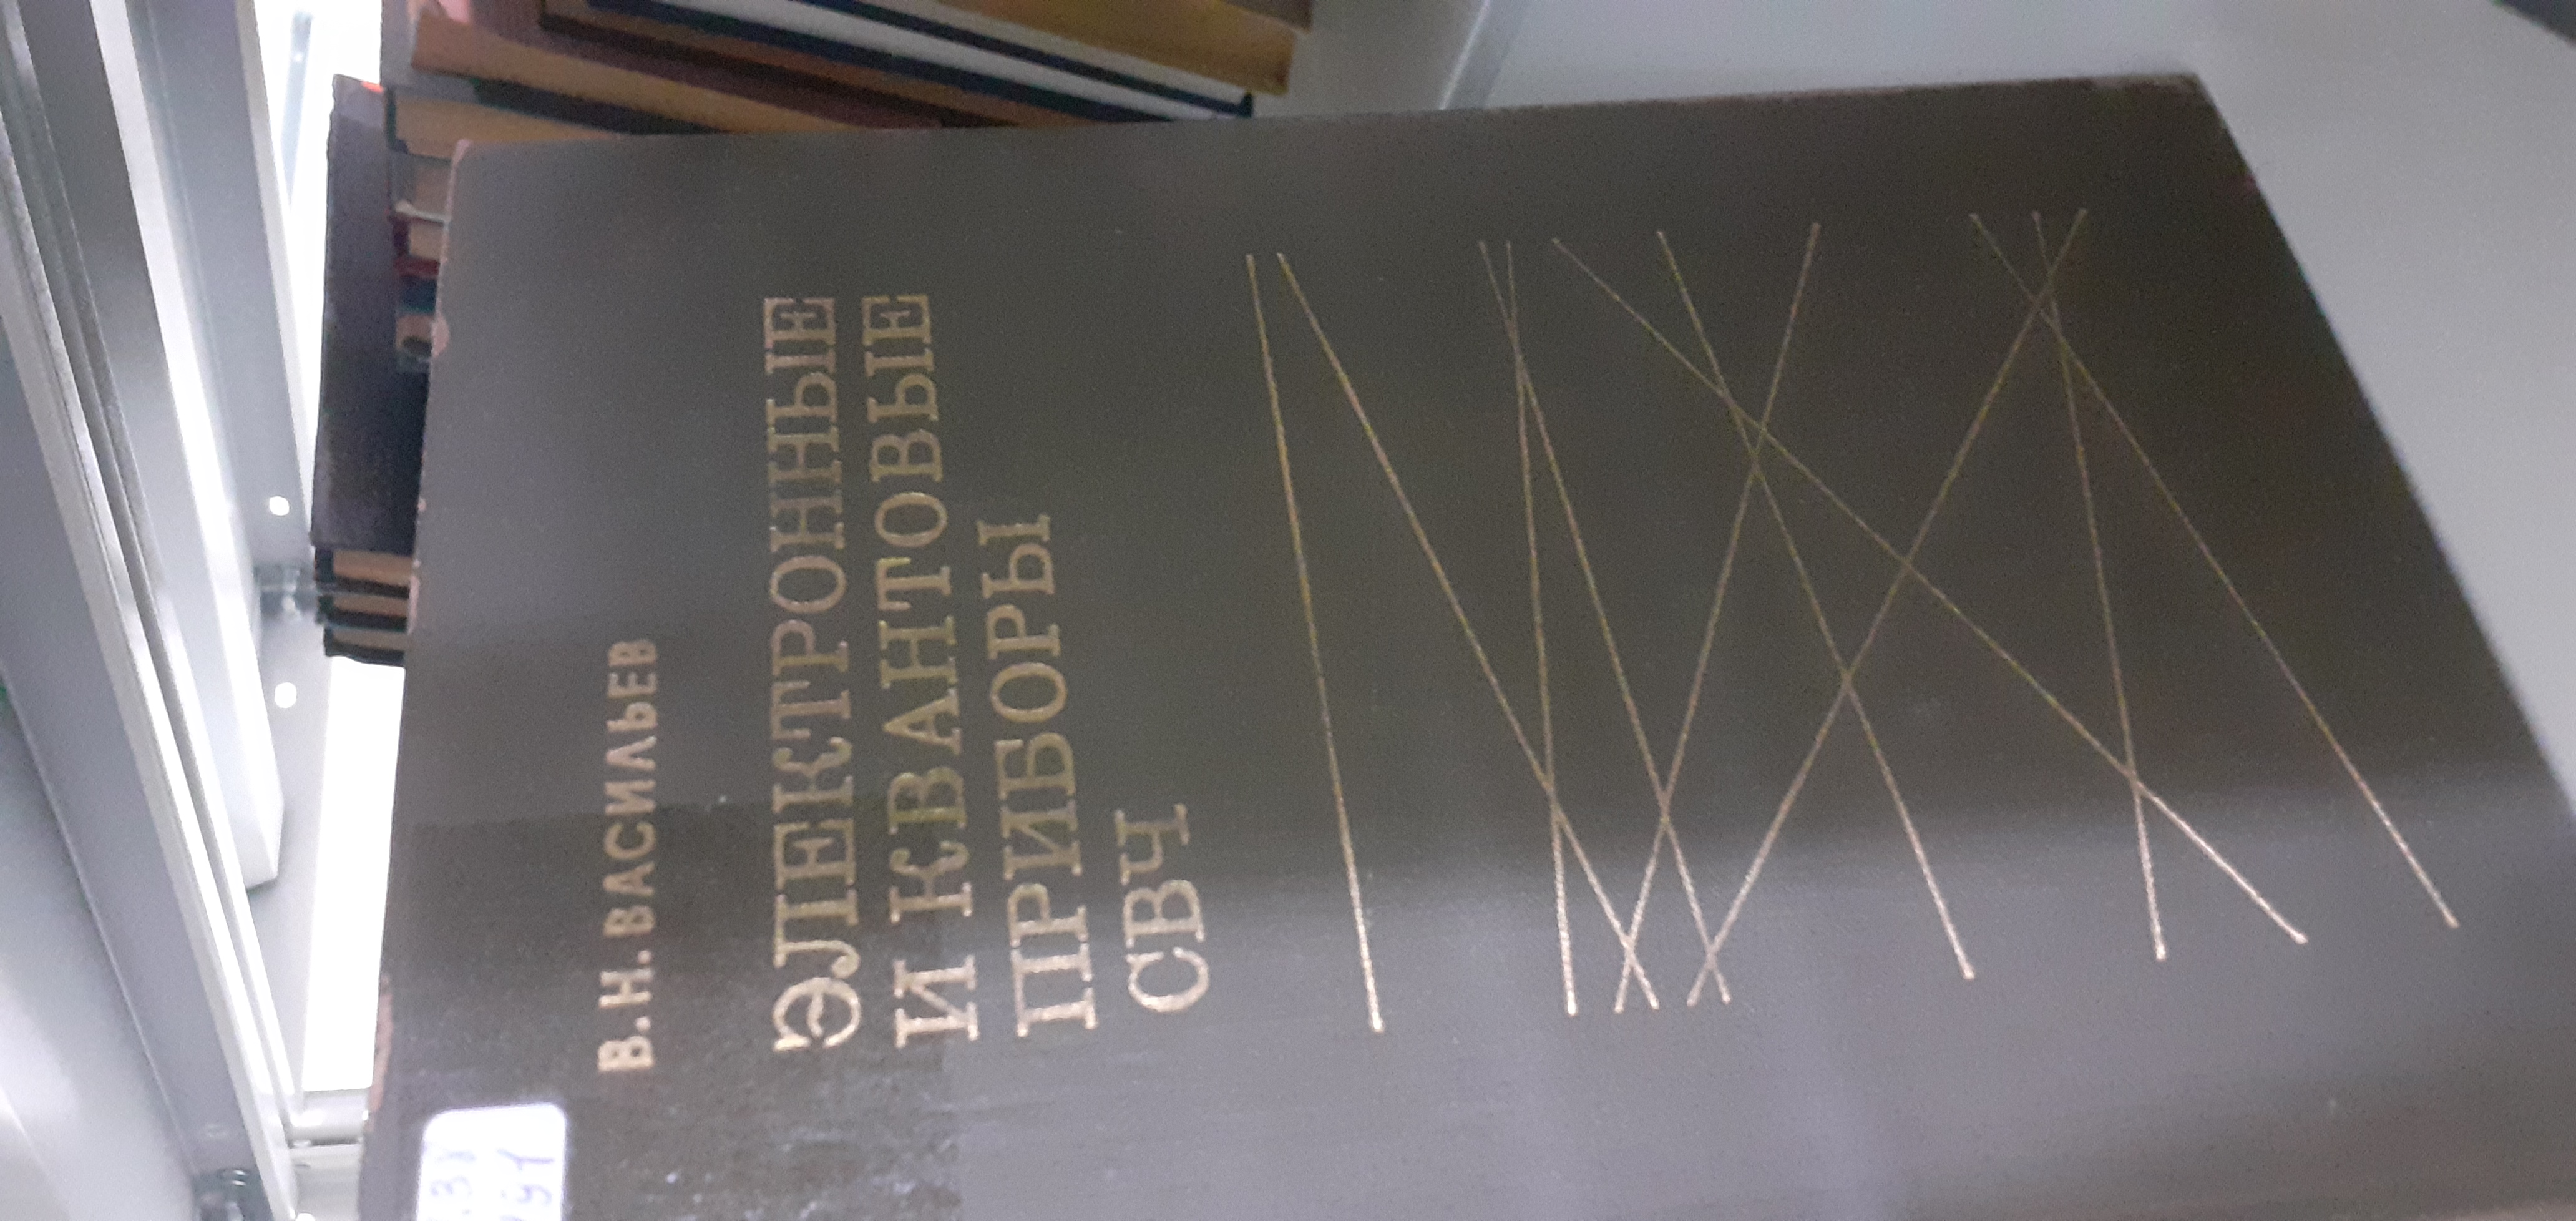 В.Н.ВАСИЛЬЕВ
ЭЛЕКТРОННЫЕ
И КВАНТОВЫЕ
ПРИБОРЫ
СВЧ